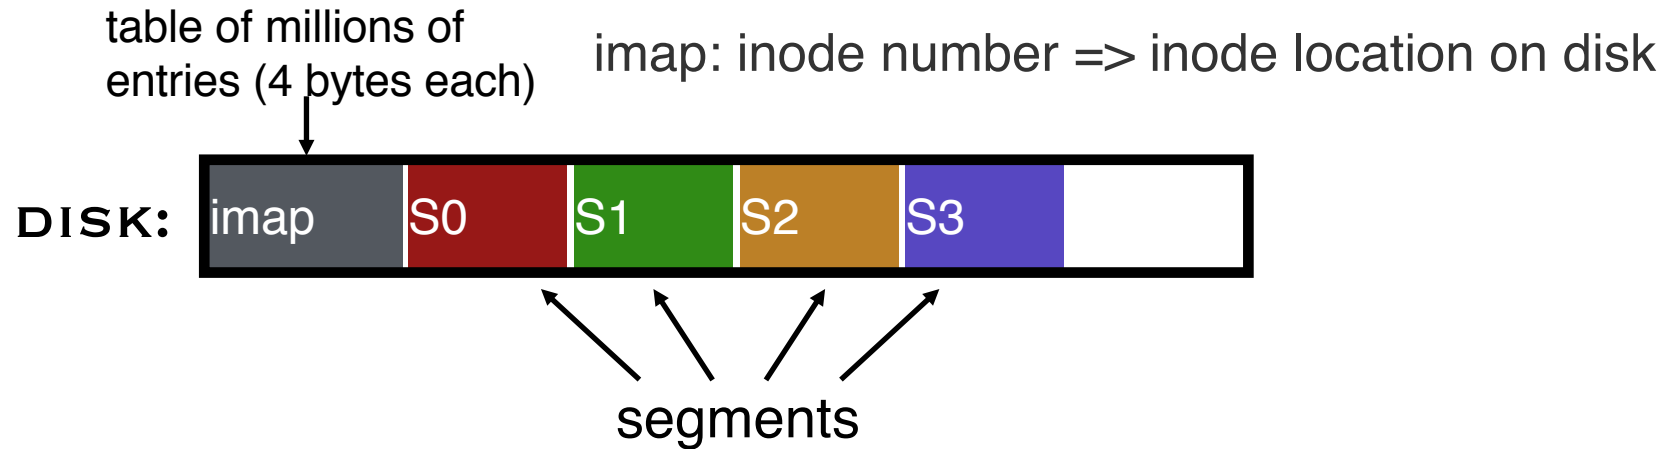 table of millions of
entries (4 bytes each)
imap: inode number => inode location on disk
DISK:
imap
S0
S1
S2
S3
segments